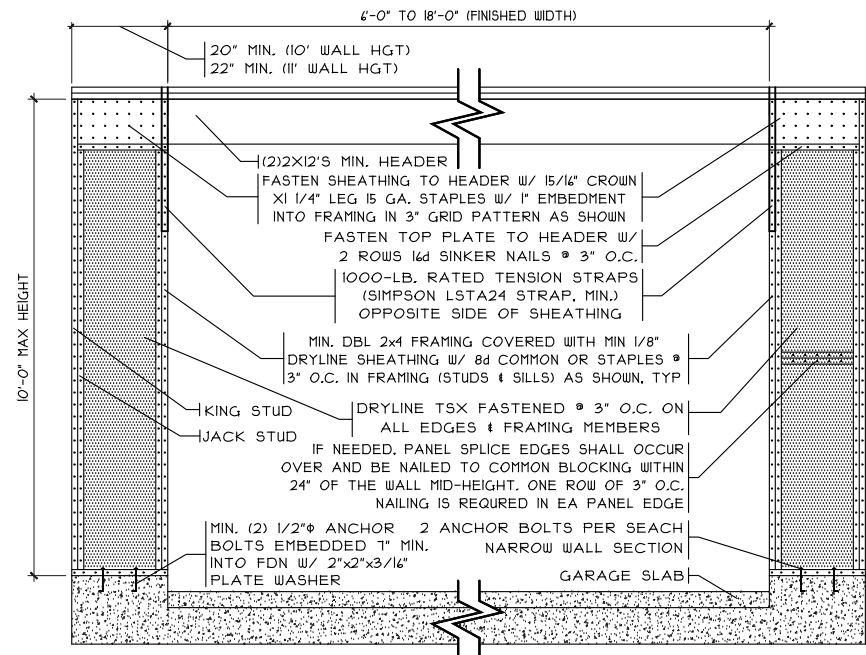 6'-0" TO 18'-0" (FINISHED WIDTH)
20" MIN. (10' WALL HGT)
22" MIN. (11' WALL HGT)
(2)2X12'S MIN. HEADER
FASTEN SHEATHING TO HEADER W/ 15/16" CROWN
X1 1/4" LEG 15 GA. STAPLES W/ 1" EMBEDMENT
INTO FRAMING IN 3" GRID PATTERN AS SHOWN
FASTEN TOP PLATE TO HEADER W/
2 ROWS 16d SINKER NAILS @ 3" O.C.
1000-LB. RATED TENSION STRAPS
(SIMPSON LSTA24 STRAP, MIN.)
OPPOSITE SIDE OF SHEATHING
10'-0" MAX HEIGHT
MIN. DBL 2x4 FRAMING COVERED WITH MIN 1/8"
DRYLINE SHEATHING W/ 8d COMMON OR STAPLES @
3" O.C. IN FRAMING (STUDS & SILLS) AS SHOWN, TYP
KING STUD
JACK STUD
DRYLINE TSX FASTENED @ 3" O.C. ON
ALL EDGES & FRAMING MEMBERS
IF NEEDED, PANEL SPLICE EDGES SHALL OCCUR
OVER AND BE NAILED TO COMMON BLOCKING WITHIN
24" OF THE WALL MID-HEIGHT. ONE ROW OF 3" O.C.
NAILING IS REQURED IN EA PANEL EDGE
MIN. (2) 1/2"ϕ ANCHOR
BOLTS EMBEDDED 7" MIN.
INTO FDN W/ 2"x2"x3/16"
PLATE WASHER
2 ANCHOR BOLTS PER SEACH
NARROW WALL SECTION
GARAGE SLAB